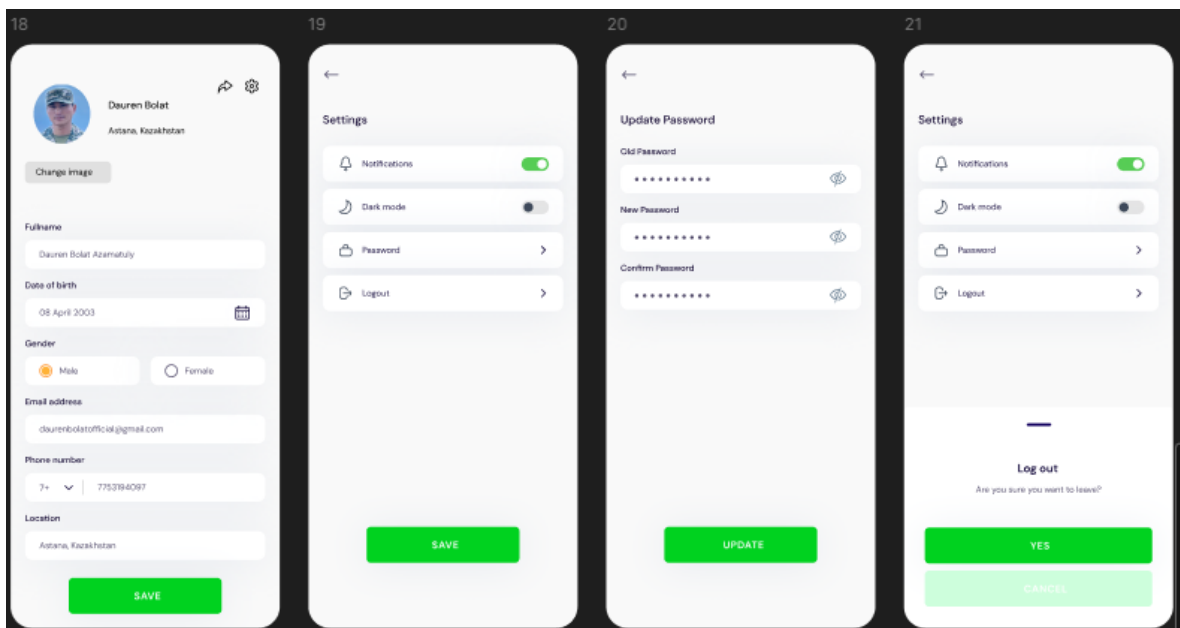 18
Dauren Bolat
Astana, Kazakhstan
Change image
Fullname
Dauren Bolat Azamatuly
Date of birth
08 April 2003
Gender
Male
Female
Email address
daurenbolatofficial@gmail.com
Phone number
7+ 7753194097
Location
Astana, Kazakhstan
SAVE
19
Settings
Notifications
Dark mode
Password
Logout
SAVE
20
Update Password
Old Password
New Password
Confirm Password
UPDATE
21
Settings
Notifications
Dark mode
Password
Logout
Log out
Are you sure you want to leave?
YES
CANCEL